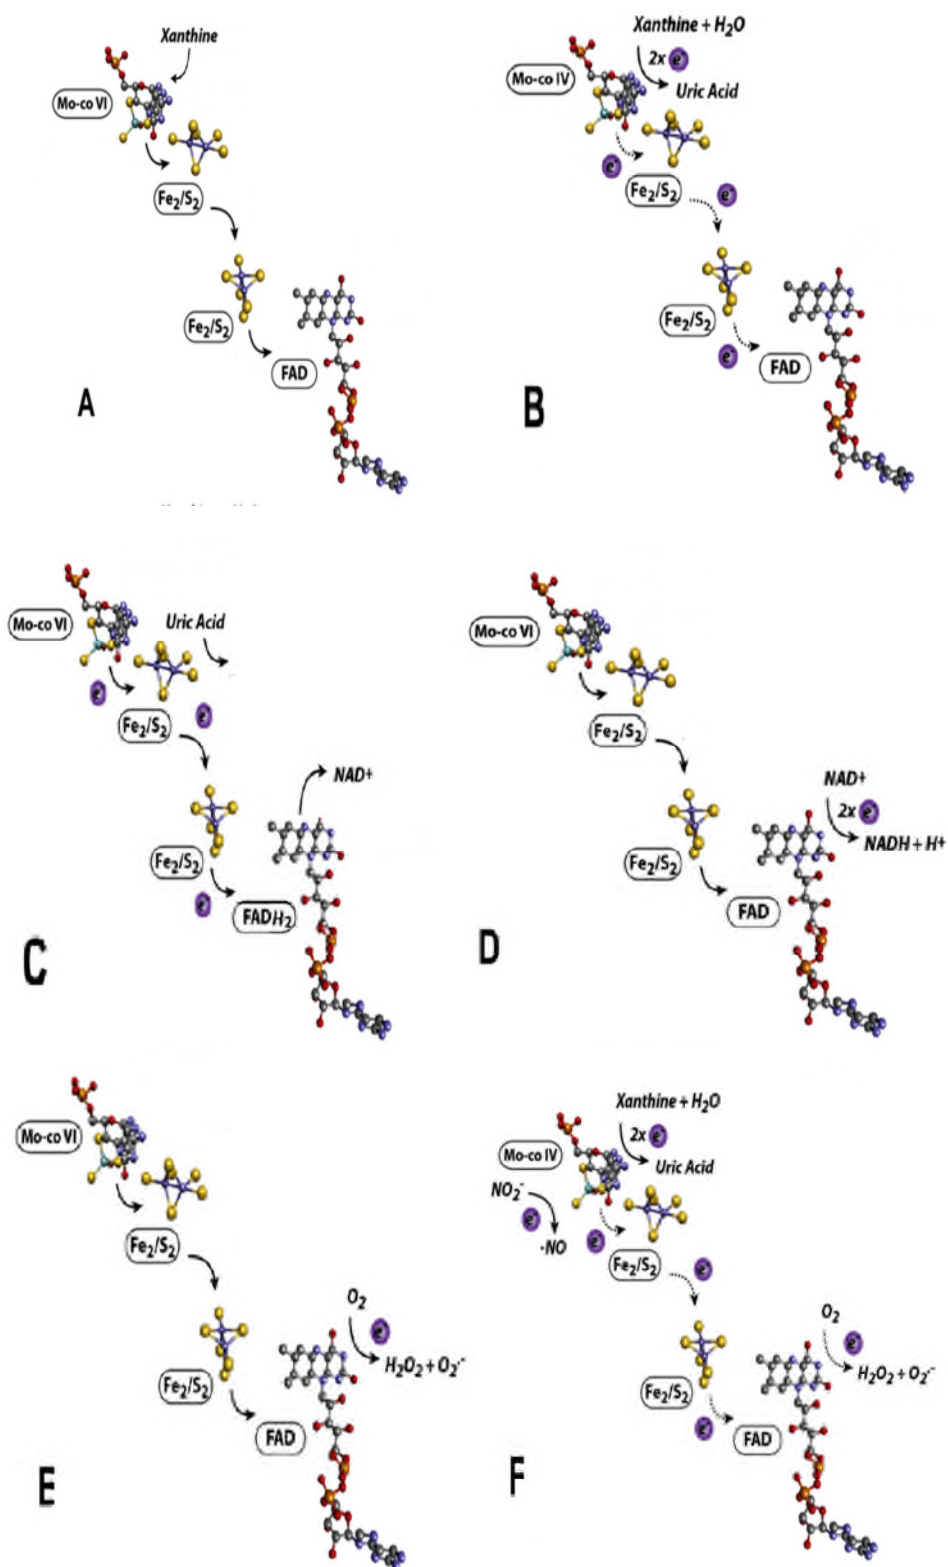 Xanthine
Mo-co VI
Fe2/S2
Fe2/S2
FAD
A
Xanthine + H2O
2x e-
Mo-co IV
Uric Acid
e-
Fe2/S2
e-
Fe2/S2
e-
FAD
B
Mo-co VI
Uric Acid
e-
Fe2/S2
e-
NAD+
Fe2/S2
e-
FADH2
C
Mo-co VI
Fe2/S2
NAD+
2x e-
NADH + H+
Fe2/S2
FAD
D
Mo-co VI
Fe2/S2
O2
e-
H2O2 + O2·-
Fe2/S2
FAD
E
Xanthine + H2O
2x e-
Mo-co IV
Uric Acid
NO2-
e-
·NO
e-
Fe2/S2
e-
O2
e-
H2O2 + O2·-
Fe2/S2
e-
FAD
F